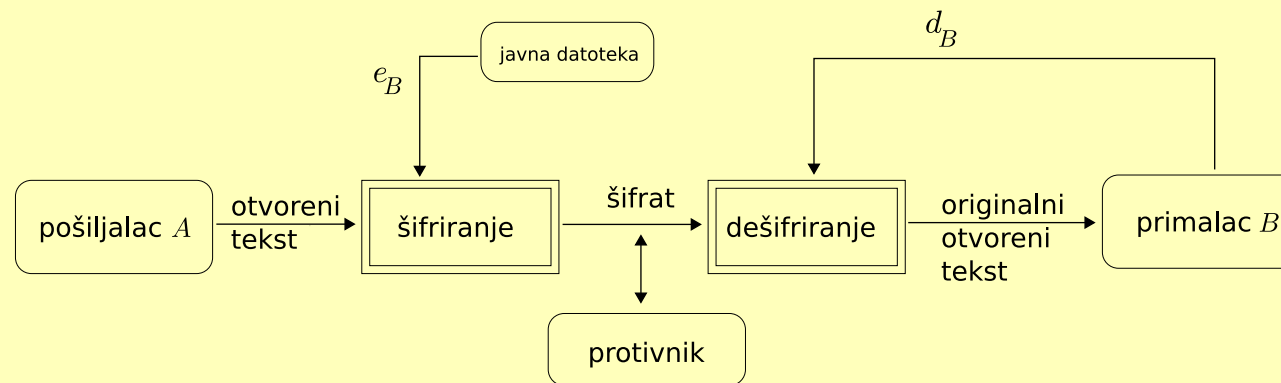 d_B
javna datoteka
e_B
pošiljalac A
otvoreni
tekst
šifriranje
šifrat
dešifriranje
originalni
otvoreni
tekst
primalac B
protivnik